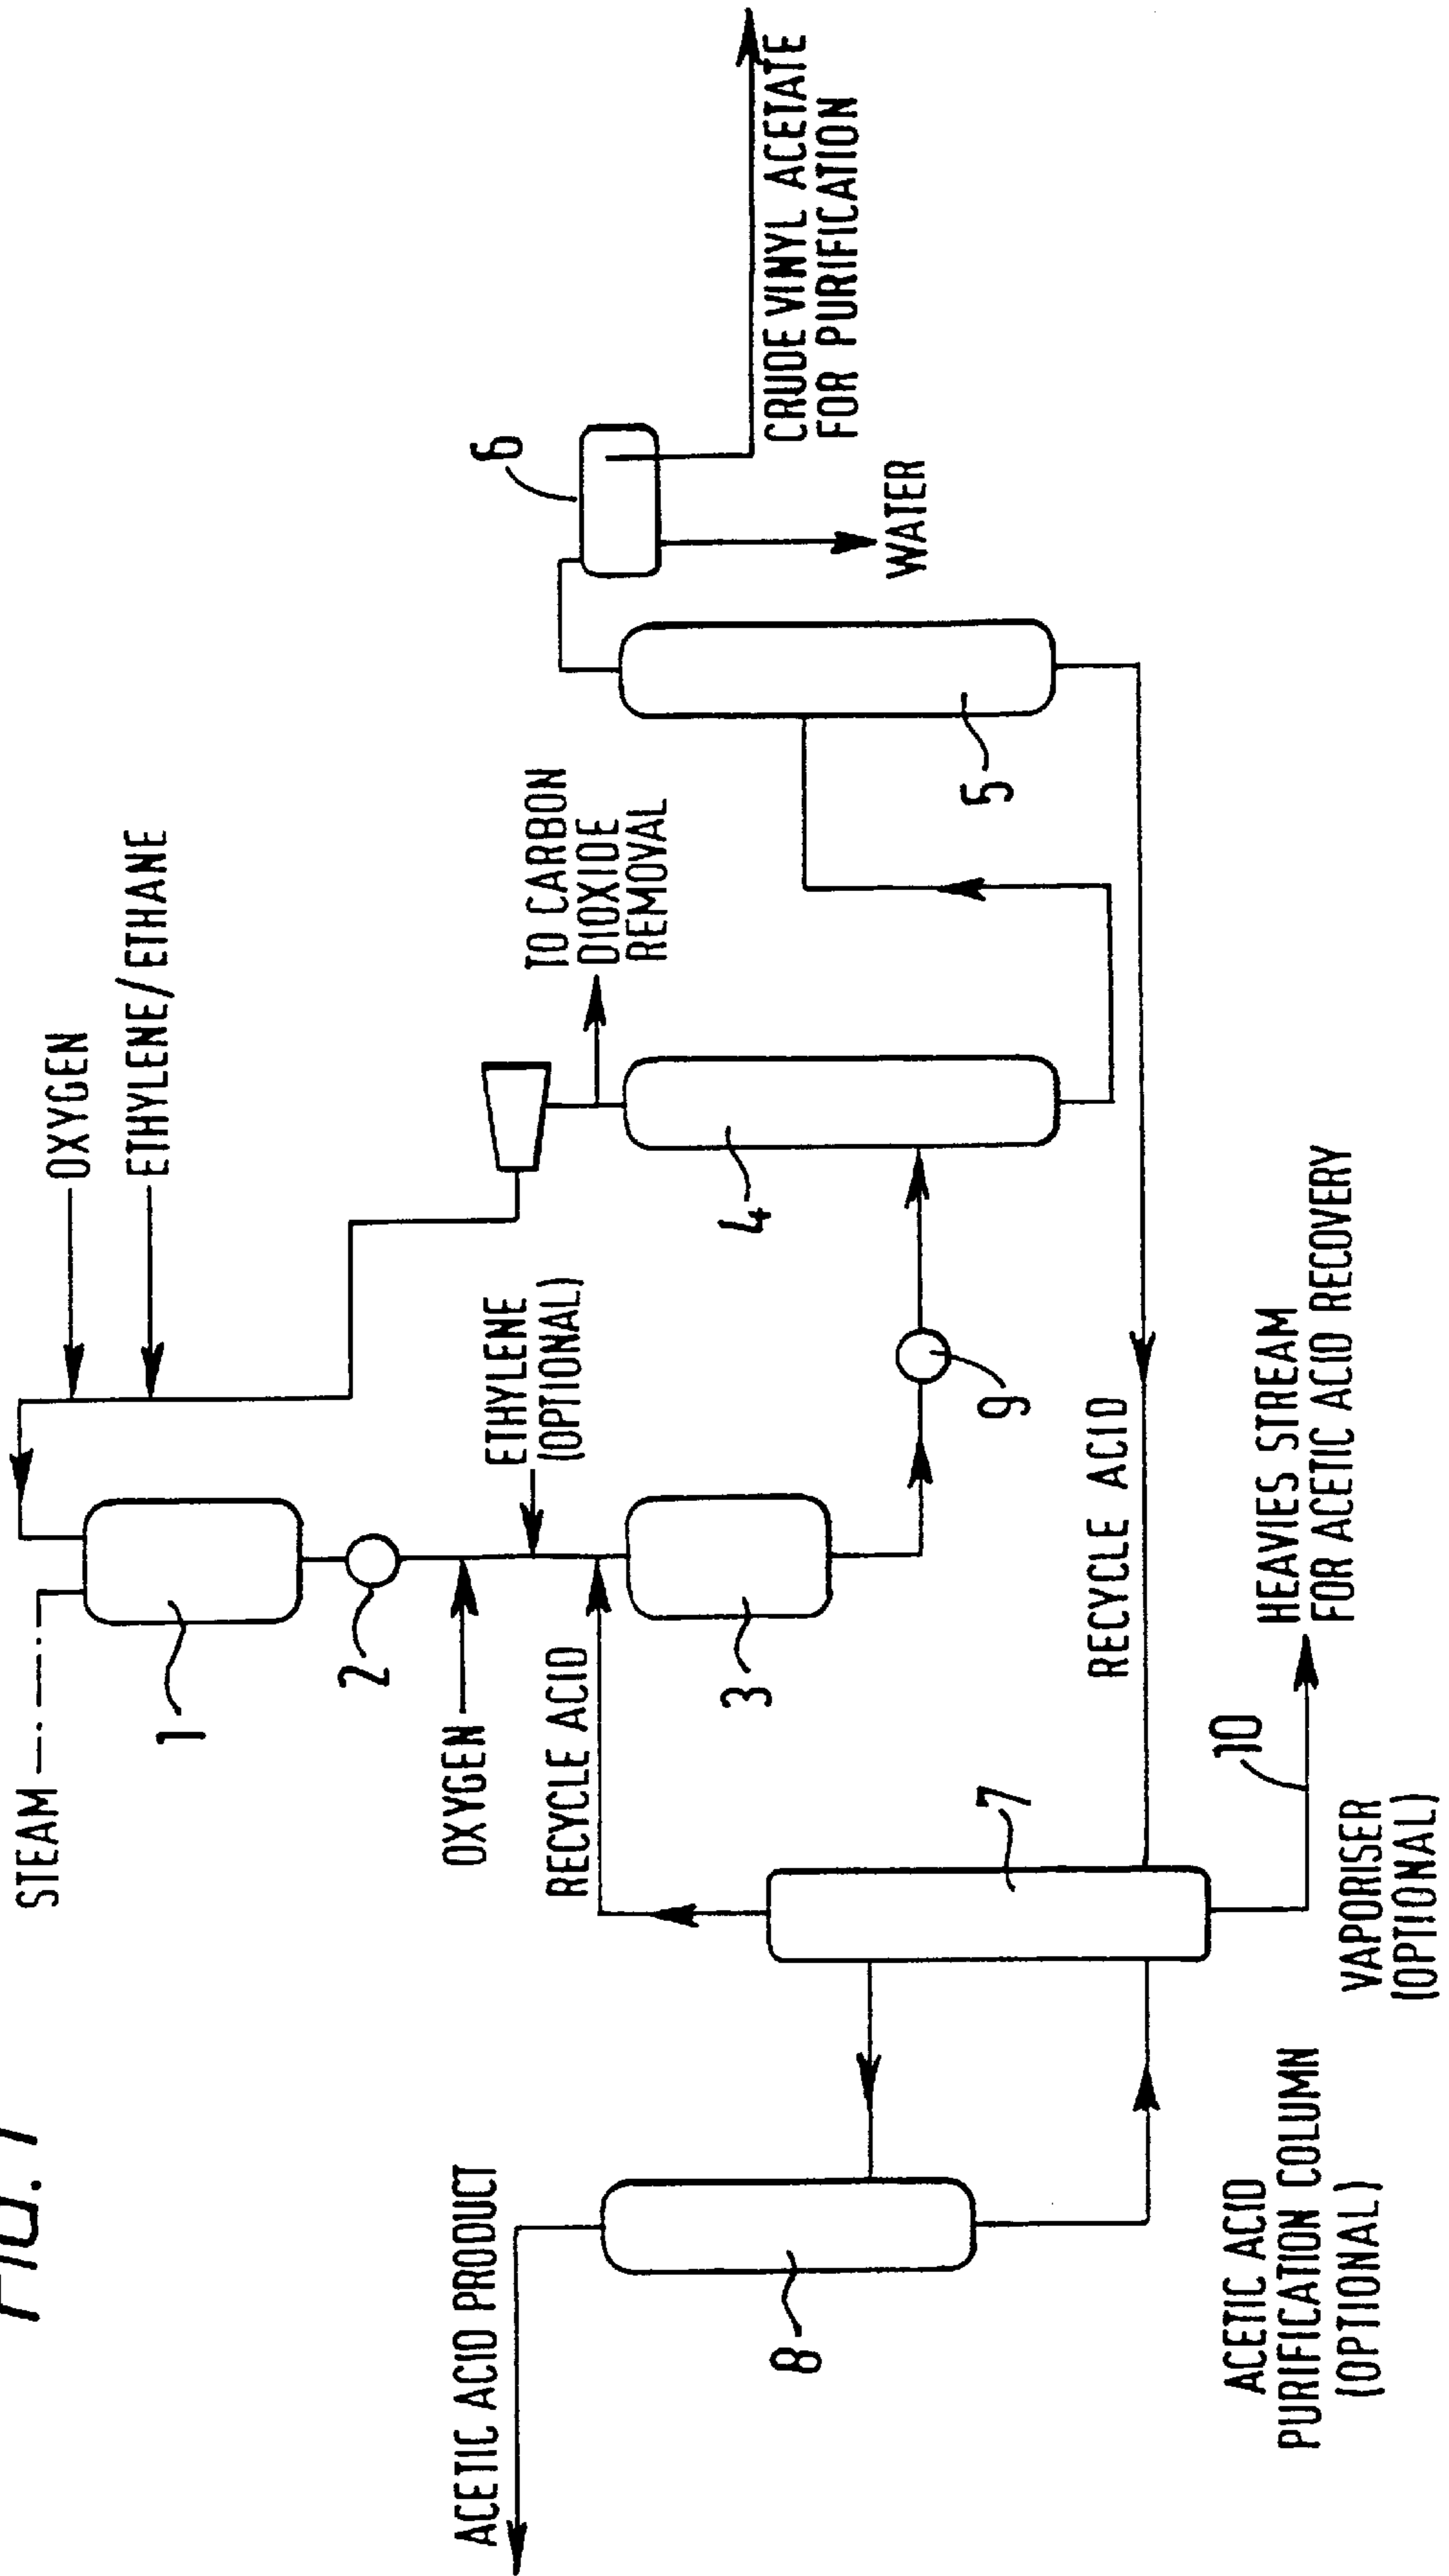 FIG. 1
STEAM
OXYGEN
ETHYLENE/ETHANE
1
2
OXYGEN
ETHYLENE
(OPTIONAL)
RECYCLE ACID
3
TO CARBON
DIOXIDE
REMOVAL
4
9
5
6
WATER
CRUDE VINYL ACETATE
FOR PURIFICATION
RECYCLE ACID
ACETIC ACID PRODUCT
8
7
10
HEAVIES STREAM
FOR ACETIC ACID RECOVERY
ACETIC ACID
PURIFICATION COLUMN
(OPTIONAL)
VAPORISER
(OPTIONAL)